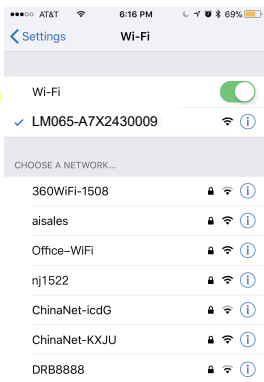 AT&T 6:16 PM 69%
Settings Wi-Fi
Wi-Fi
LM065-A7X2430009
CHOOSE A NETWORK...
360WiFi-1508
aisales
Office–WiFi
nj1522
ChinaNet-icdG
ChinaNet-KXJU
DRB8888